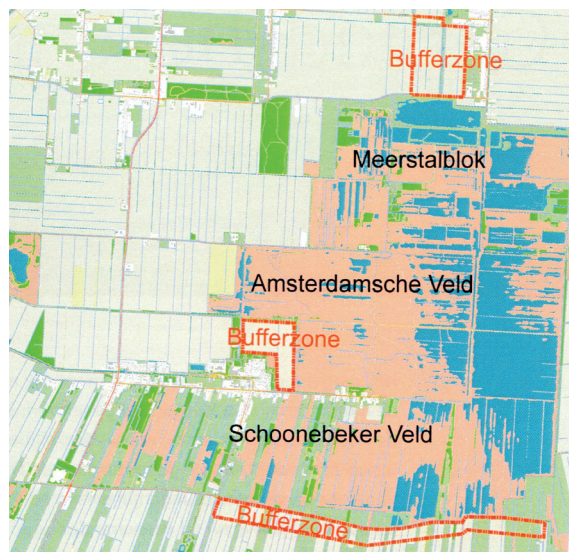 Bufferzone
Meerstalblok
Amsterdamsche Veld
Bufferzone
Schoonebeker Veld
Bufferzone